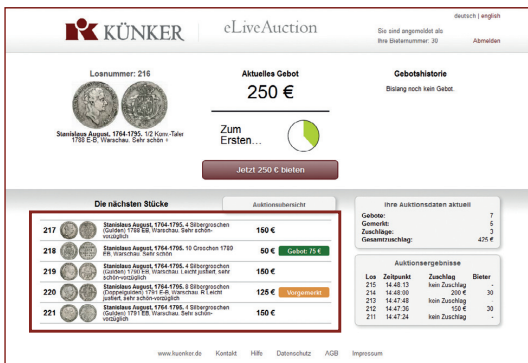 deutsch | english
KÜNKER
eLiveAuction
Sie sind angemeldet als
Ihre Bieternummer: 30
Abmelden
Losnummer: 216
Stanislaus August, 1764-1795. 1/2 Konv.-Taler
1788 E-B, Warschau. Sehr schön +
Aktuelles Gebot
250 €
Zum
Ersten...
Jetzt 250 € bieten
Gebotshistorie
Bislang noch kein Gebot
Die nächsten Stücke
Auktionsübersicht
217 Stanislaus August, 1764-1795. 4 Silbergroschen 150 €
(Gulden) 1788 EB, Warschau. Sehr schön-
vorzüglich
218 Stanislaus August, 1764-1795. 10 Groschen 1789 50 € Gebot: 75 €
EB, Warschau. Sehr schön
219 Stanislaus August, 1764-1795. 4 Silbergroschen 150 €
(Gulden) 1790 EB, Warschau. Leicht justiert, sehr
schön-vorzüglich
220 Stanislaus August, 1764-1795. 8 Silbergroschen 125 € Vorgemerkt
(Doppelgulden) 1791 E-B, Warschau. Leicht
justiert, sehr schön-vorzüglich
221 Stanislaus August, 1764-1795. 4 Silbergroschen 150 €
(Gulden) 1791 EB, Warschau. Sehr schön-
vorzüglich
Ihre Auktionsdaten aktuell
Gebote: 7
Gemerkt: 5
Zuschläge: 3
Gesamtzuschlag: 425 €
Auktionsergebnisse
Los Zeitpunkt Zuschlag Bieter
215 14:48:13 kein Zuschlag -
214 14:48:00 200 € 30
213 14:47:48 kein Zuschlag -
212 14:47:36 150 € 30
211 14:47:24 kein Zuschlag -
www.kuenker.de Kontakt Hilfe Datenschutz AGB Impressum